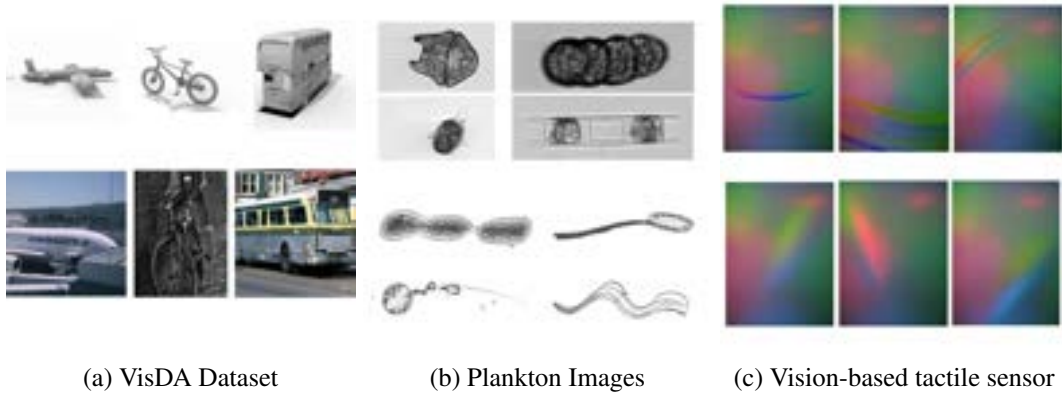 (a) VisDA Dataset
(b) Plankton Images
(c) Vision-based tactile sensor